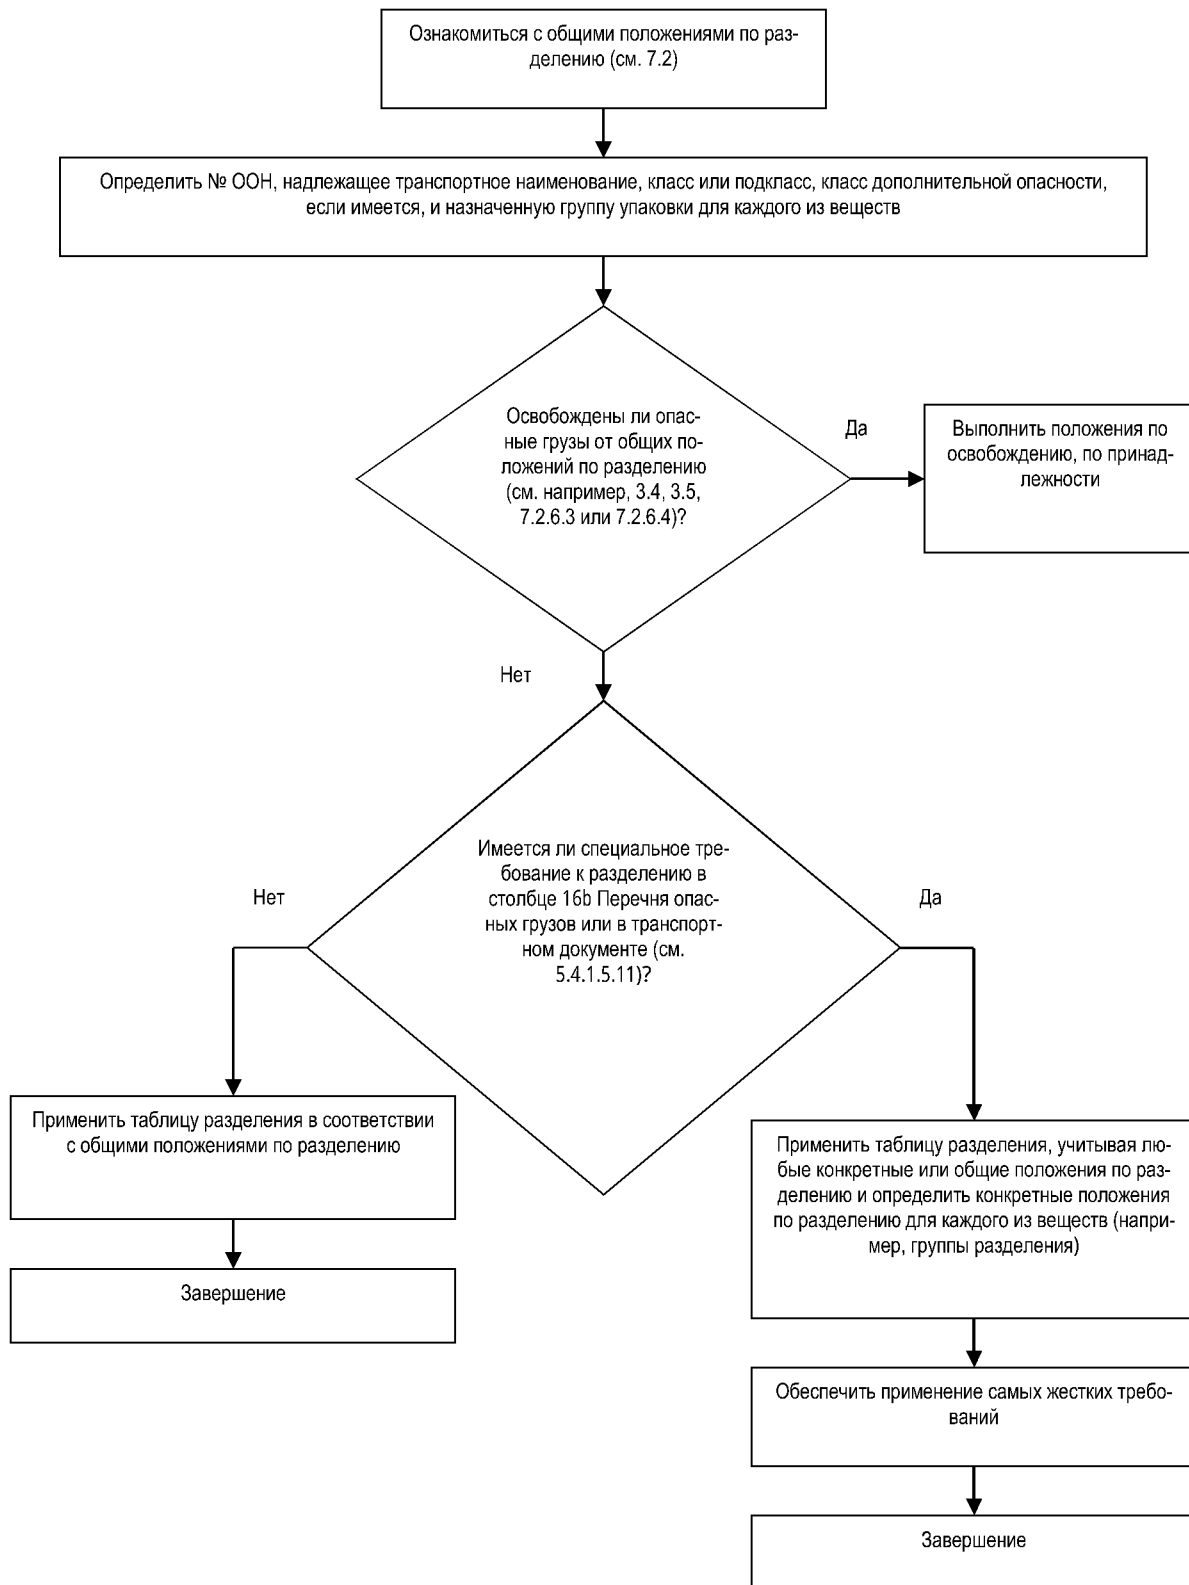 Ознакомиться с общими положениями по раз-
делению (см. 7.2)
Определить № ООН, надлежащее транспортное наименование, класс или подкласс, класс дополнительной опасности,
если имеется, и назначенную группу упаковки для каждого из веществ
Освобождены ли опас-
ные грузы от общих по-
ложений по разделению
(см. например, 3.4, 3.5,
7.2.6.3 или 7.2.6.4)?
Да
Выполнить положения по
освобождению, по принад-
лежности
Нет
Имеется ли специальное тре-
бование к разделению в
столбце 16b Перечня опас-
ных грузов или в транспорт-
ном документе (см.
5.4.1.5.11)?
Нет
Да
Применить таблицу разделения в соответствии
с общими положениями по разделению
Завершение
Применить таблицу разделения, учитывая лю-
бые конкретные или общие положения по раз-
делению и определить конкретные положения
по разделению для каждого из веществ (напри-
мер, группы разделения)
Обеспечить применение самых жестких требо-
ваний
Завершение